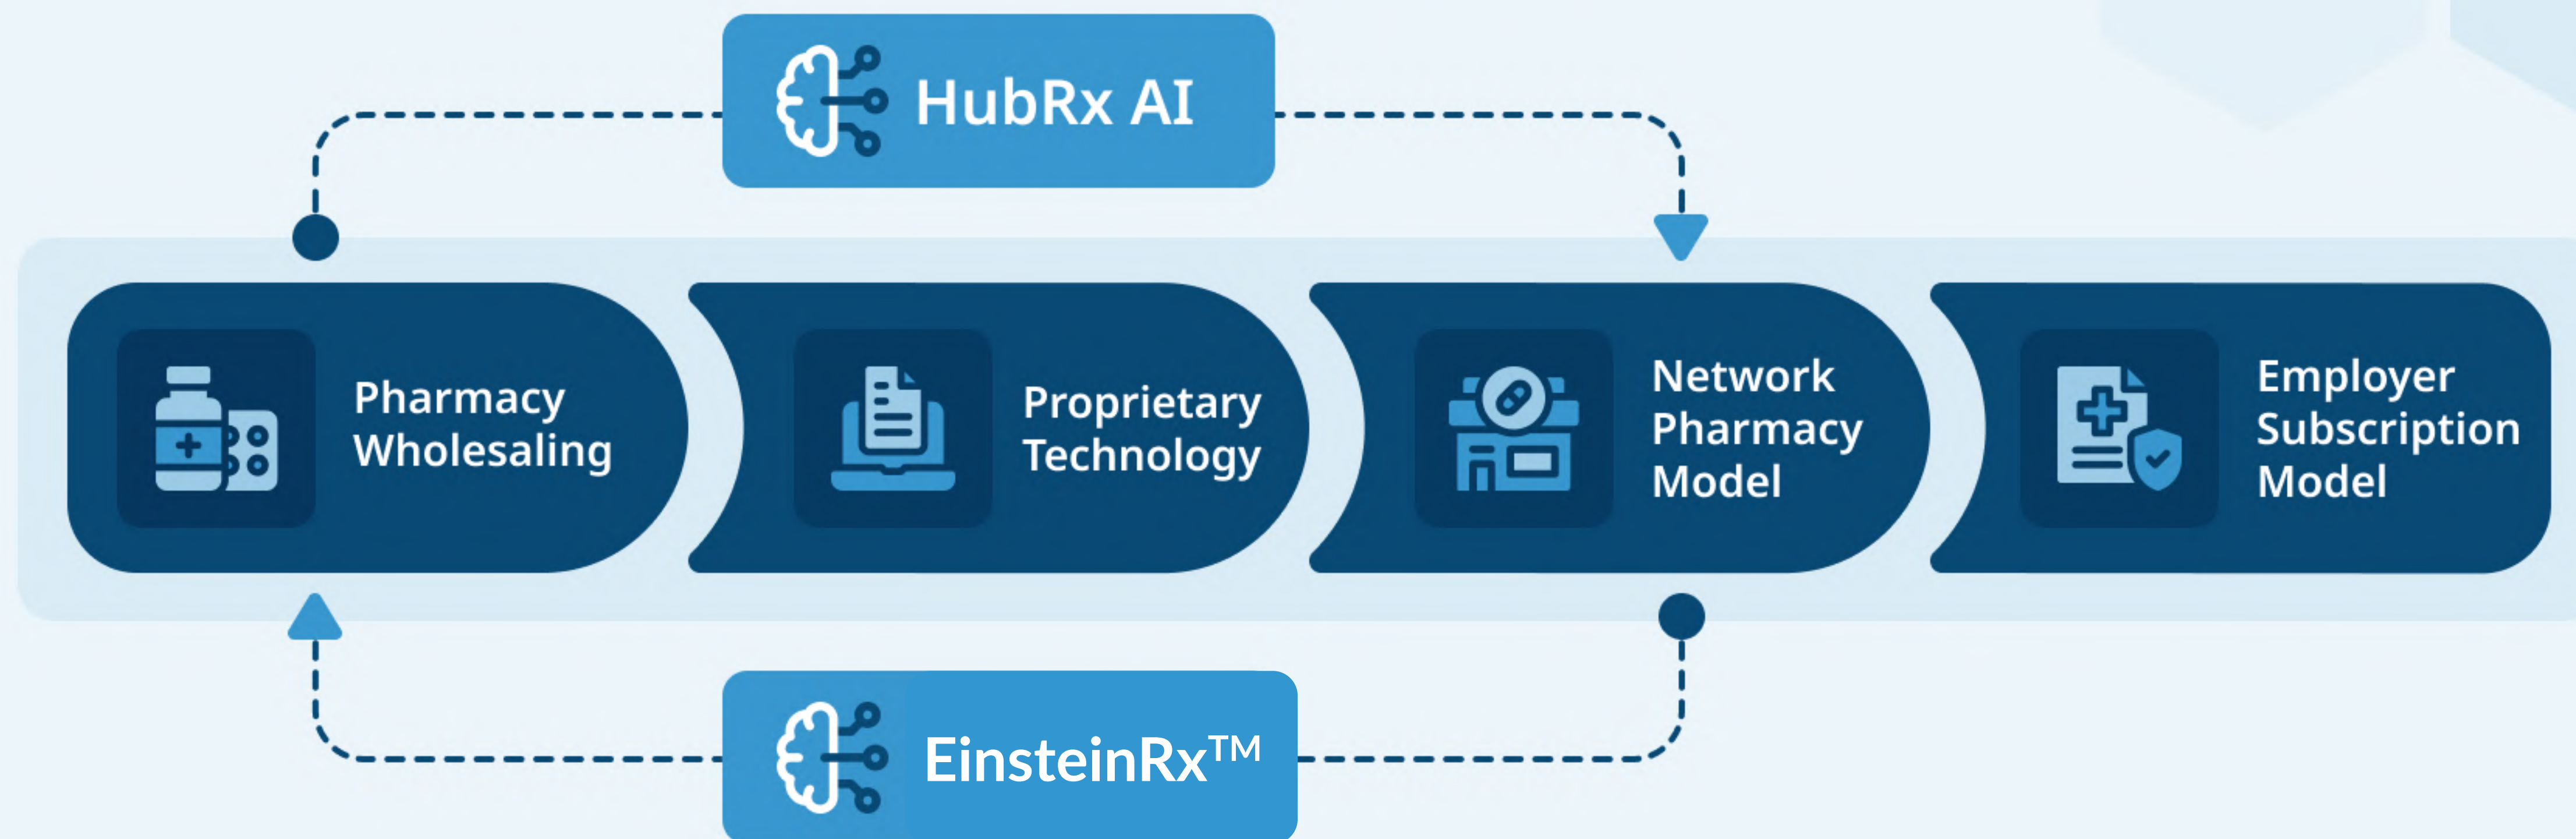 HubRx AI
Pharmacy
Wholesaling
Proprietary
Technology
Network
Pharmacy
Model
Employer
Subscription
Model
EinsteinRx™